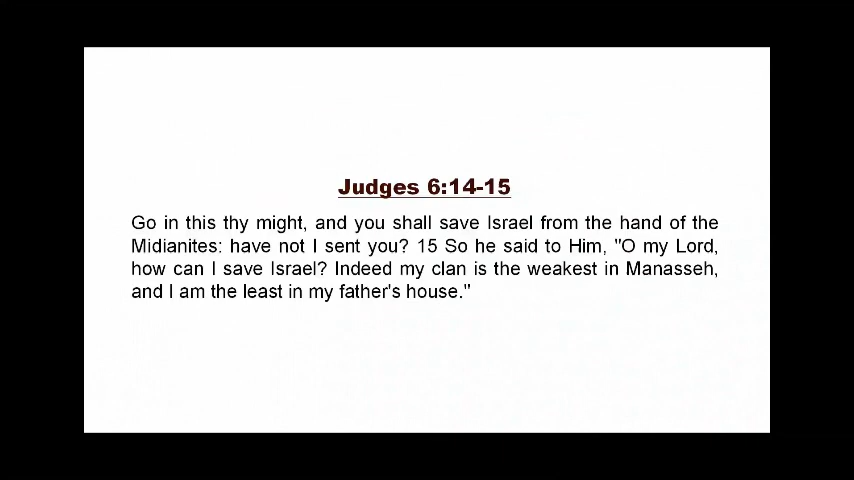 Judges 6:14-15
Go in this thy might, and you shall save Israel from the hand of the
Midianites: have not I sent you? 15 So he said to Him, "O my Lord,
how can I save Israel? Indeed my clan is the weakest in Manasseh,
and I am the least in my father's house."